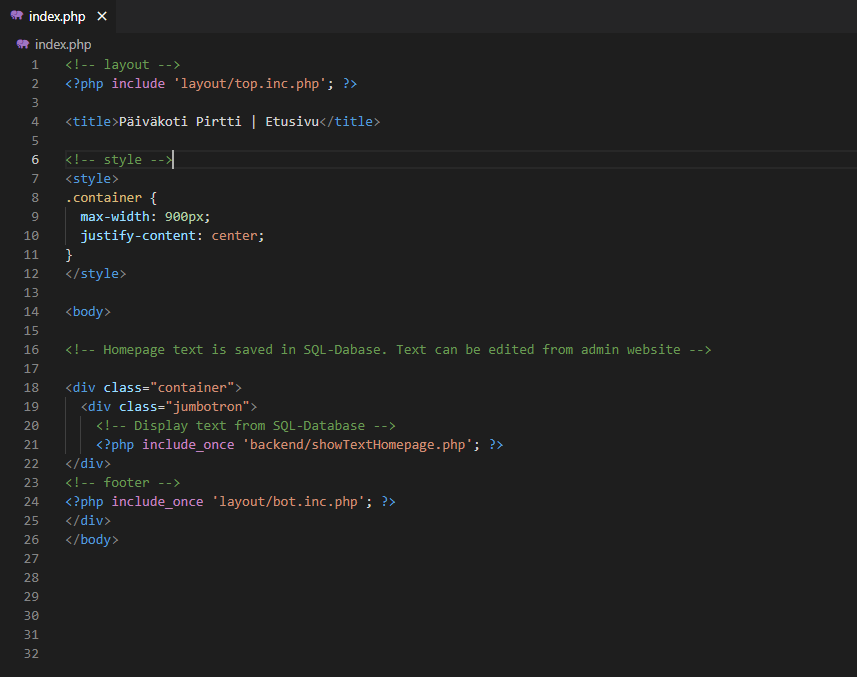 index.php ×
index.php
1 <!-- layout -->
2 <?php include 'layout/top.inc.php'; ?>
3
4 <title>Päiväkoti Pirtti | Etusivu</title>
5
6 <!-- style -->
7 <style>
8 .container {
9   max-width: 900px;
10   justify-content: center;
11 }
12 </style>
13
14 <body>
15
16 <!-- Homepage text is saved in SQL-Dabase. Text can be edited from admin website -->
17
18 <div class="container">
19   <div class="jumbotron">
20     <!-- Display text from SQL-Database -->
21     <?php include_once 'backend/showTextHomepage.php'; ?>
22 </div>
23 <!-- footer -->
24 <?php include_once 'layout/bot.inc.php'; ?>
25 </div>
26 </body>
27
28
29
30
31
32